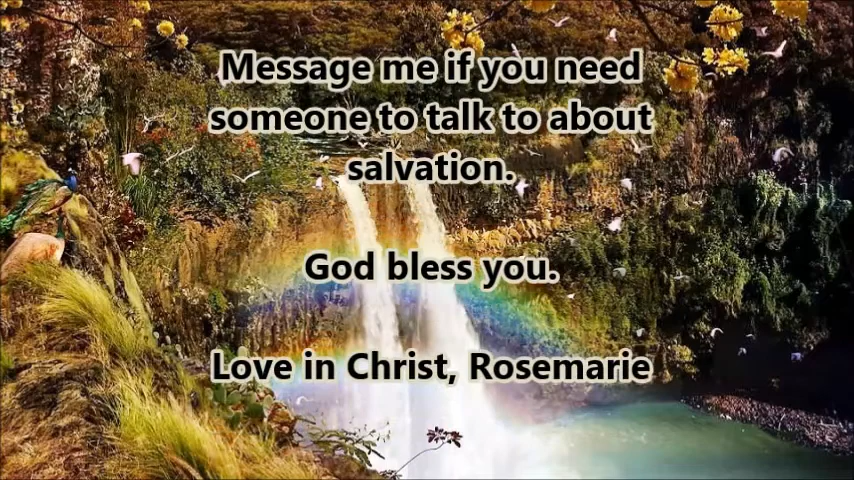 Message me if you need
someone to talk to about
salvation.
God bless you.
Love in Christ, Rosemarie